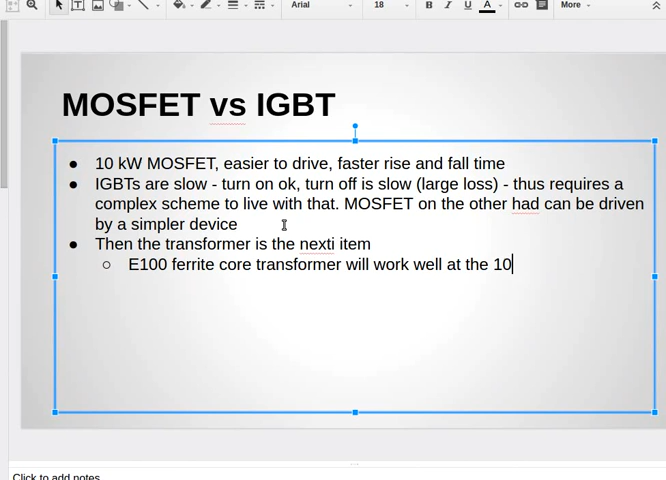 Arial 18 B I U A More
MOSFET vs IGBT
● 10 kW MOSFET, easier to drive, faster rise and fall time
● IGBTs are slow - turn on ok, turn off is slow (large loss) - thus requires a
complex scheme to live with that. MOSFET on the other had can be driven
by a simpler device
● Then the transformer is the nexti item
○ E100 ferrite core transformer will work well at the 10
Click to add notes